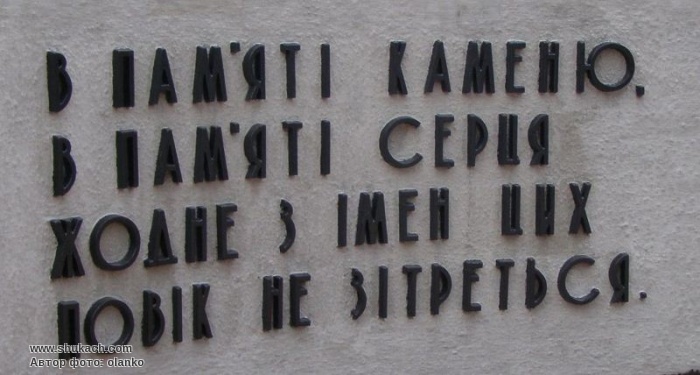 В ПАМ'ЯТІ КАМЕНЮ,
В ПАМ'ЯТІ СЕРЦЯ
ЖОДНЕ З ІМЕН ЦИХ
ПОВІК НЕ ЗІТРЕТЬСЯ.
www.shukach.com
Автор фото: olanko